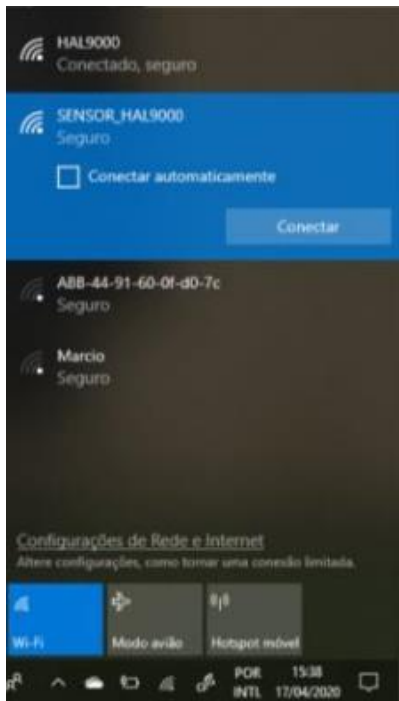 HAL9000
Conectado, seguro
SENSOR_HAL9000
Seguro
Conectar automaticamente
Conectar
ABB-44-91-60-0f-d0-7c
Seguro
Marcio
Seguro
Configurações de Rede e Internet
Altere configurações, como tornar uma conexão limitada.
Wi-Fi
Modo avião
Hotspot móvel
POR 15:38
INTL 17/04/2020